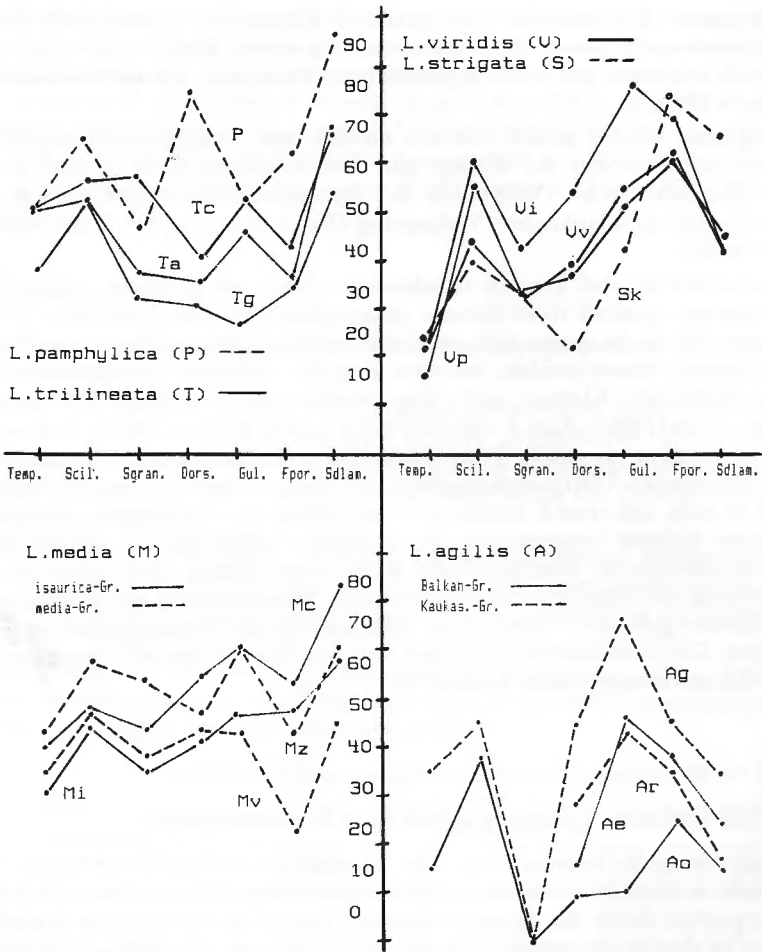 90
80
70
60
50
40
30
20
10
P
Tc
Ta
Tg
L.pamphylica (P)
L.trilineata (T)
L.viridis (V)
L.strigata (S)
Vi
Vv
Sk
Vp
Temp. Scil. Sgran. Dors. Gul. Fpor. Sdlam.
Temp. Scil. Sgran. Dors. Gul. Fpor. Sdlam.
L.media (M)
isaurica-Gr.
media-Gr.
Mc
Mz
Mi
Mv
80
70
60
50
40
30
20
10
0
L.agilis (A)
Balkan-Gr.
Kaukas.-Gr.
Ag
Ar
Ae
Ao